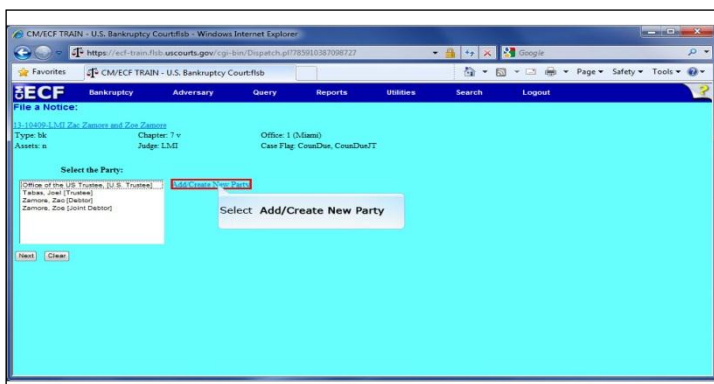 CM/ECF TRAIN - U.S. Bankruptcy Court:flsb - Windows Internet Explorer
https://ecf-train.flsb.uscourts.gov/cgi-bin/Dispatch.pl?785910387098727
Google
Favorites
CM/ECF TRAIN - U.S. Bankruptcy Court:flsb
Page
Safety
Tools
ECF
Bankruptcy
Adversary
Query
Reports
Utilities
Search
Logout
?
File a Notice:
13-10409-LMI Zac Zamore and Zoe Zamore
Type: bk Chapter: 7 v Office: 1 (Miami)
Assets: n Judge: LMI Case Flag: CounDue, CounDueJT
Select the Party:
Office of the US Trustee, [U.S. Trustee]
Tabas, Joel [Trustee]
Zamore, Zac [Debtor]
Zamore, Zoe [Joint Debtor]
Add/Create New Party
Select Add/Create New Party
Next Clear